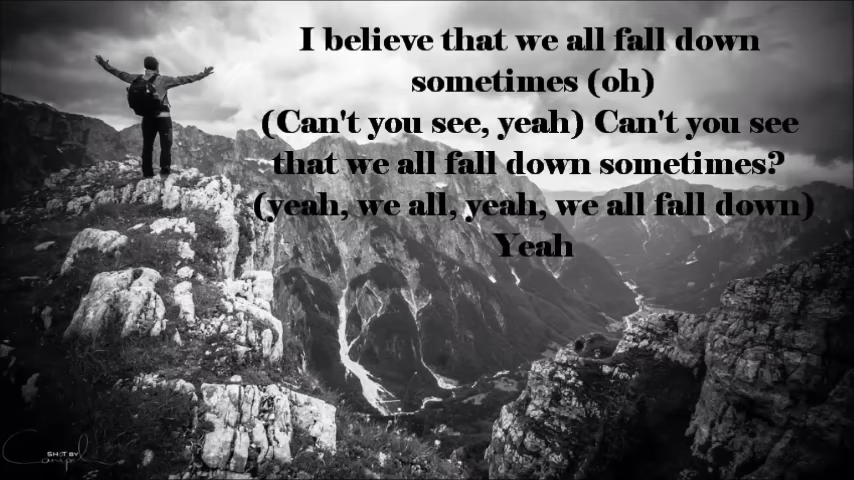 I believe that we all fall down
sometimes (oh)
(Can't you see, yeah) Can't you see
that we all fall down sometimes?
(yeah, we all, yeah, we all fall down)
Yeah
SHOT BY